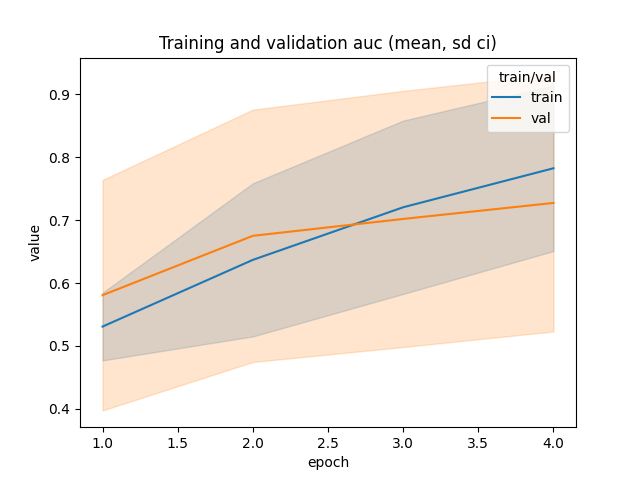 Training and validation auc (mean, sd ci)
train/val
train
val
value
0.9
0.8
0.7
0.6
0.5
0.4
1.0 1.5 2.0 2.5 3.0 3.5 4.0
epoch